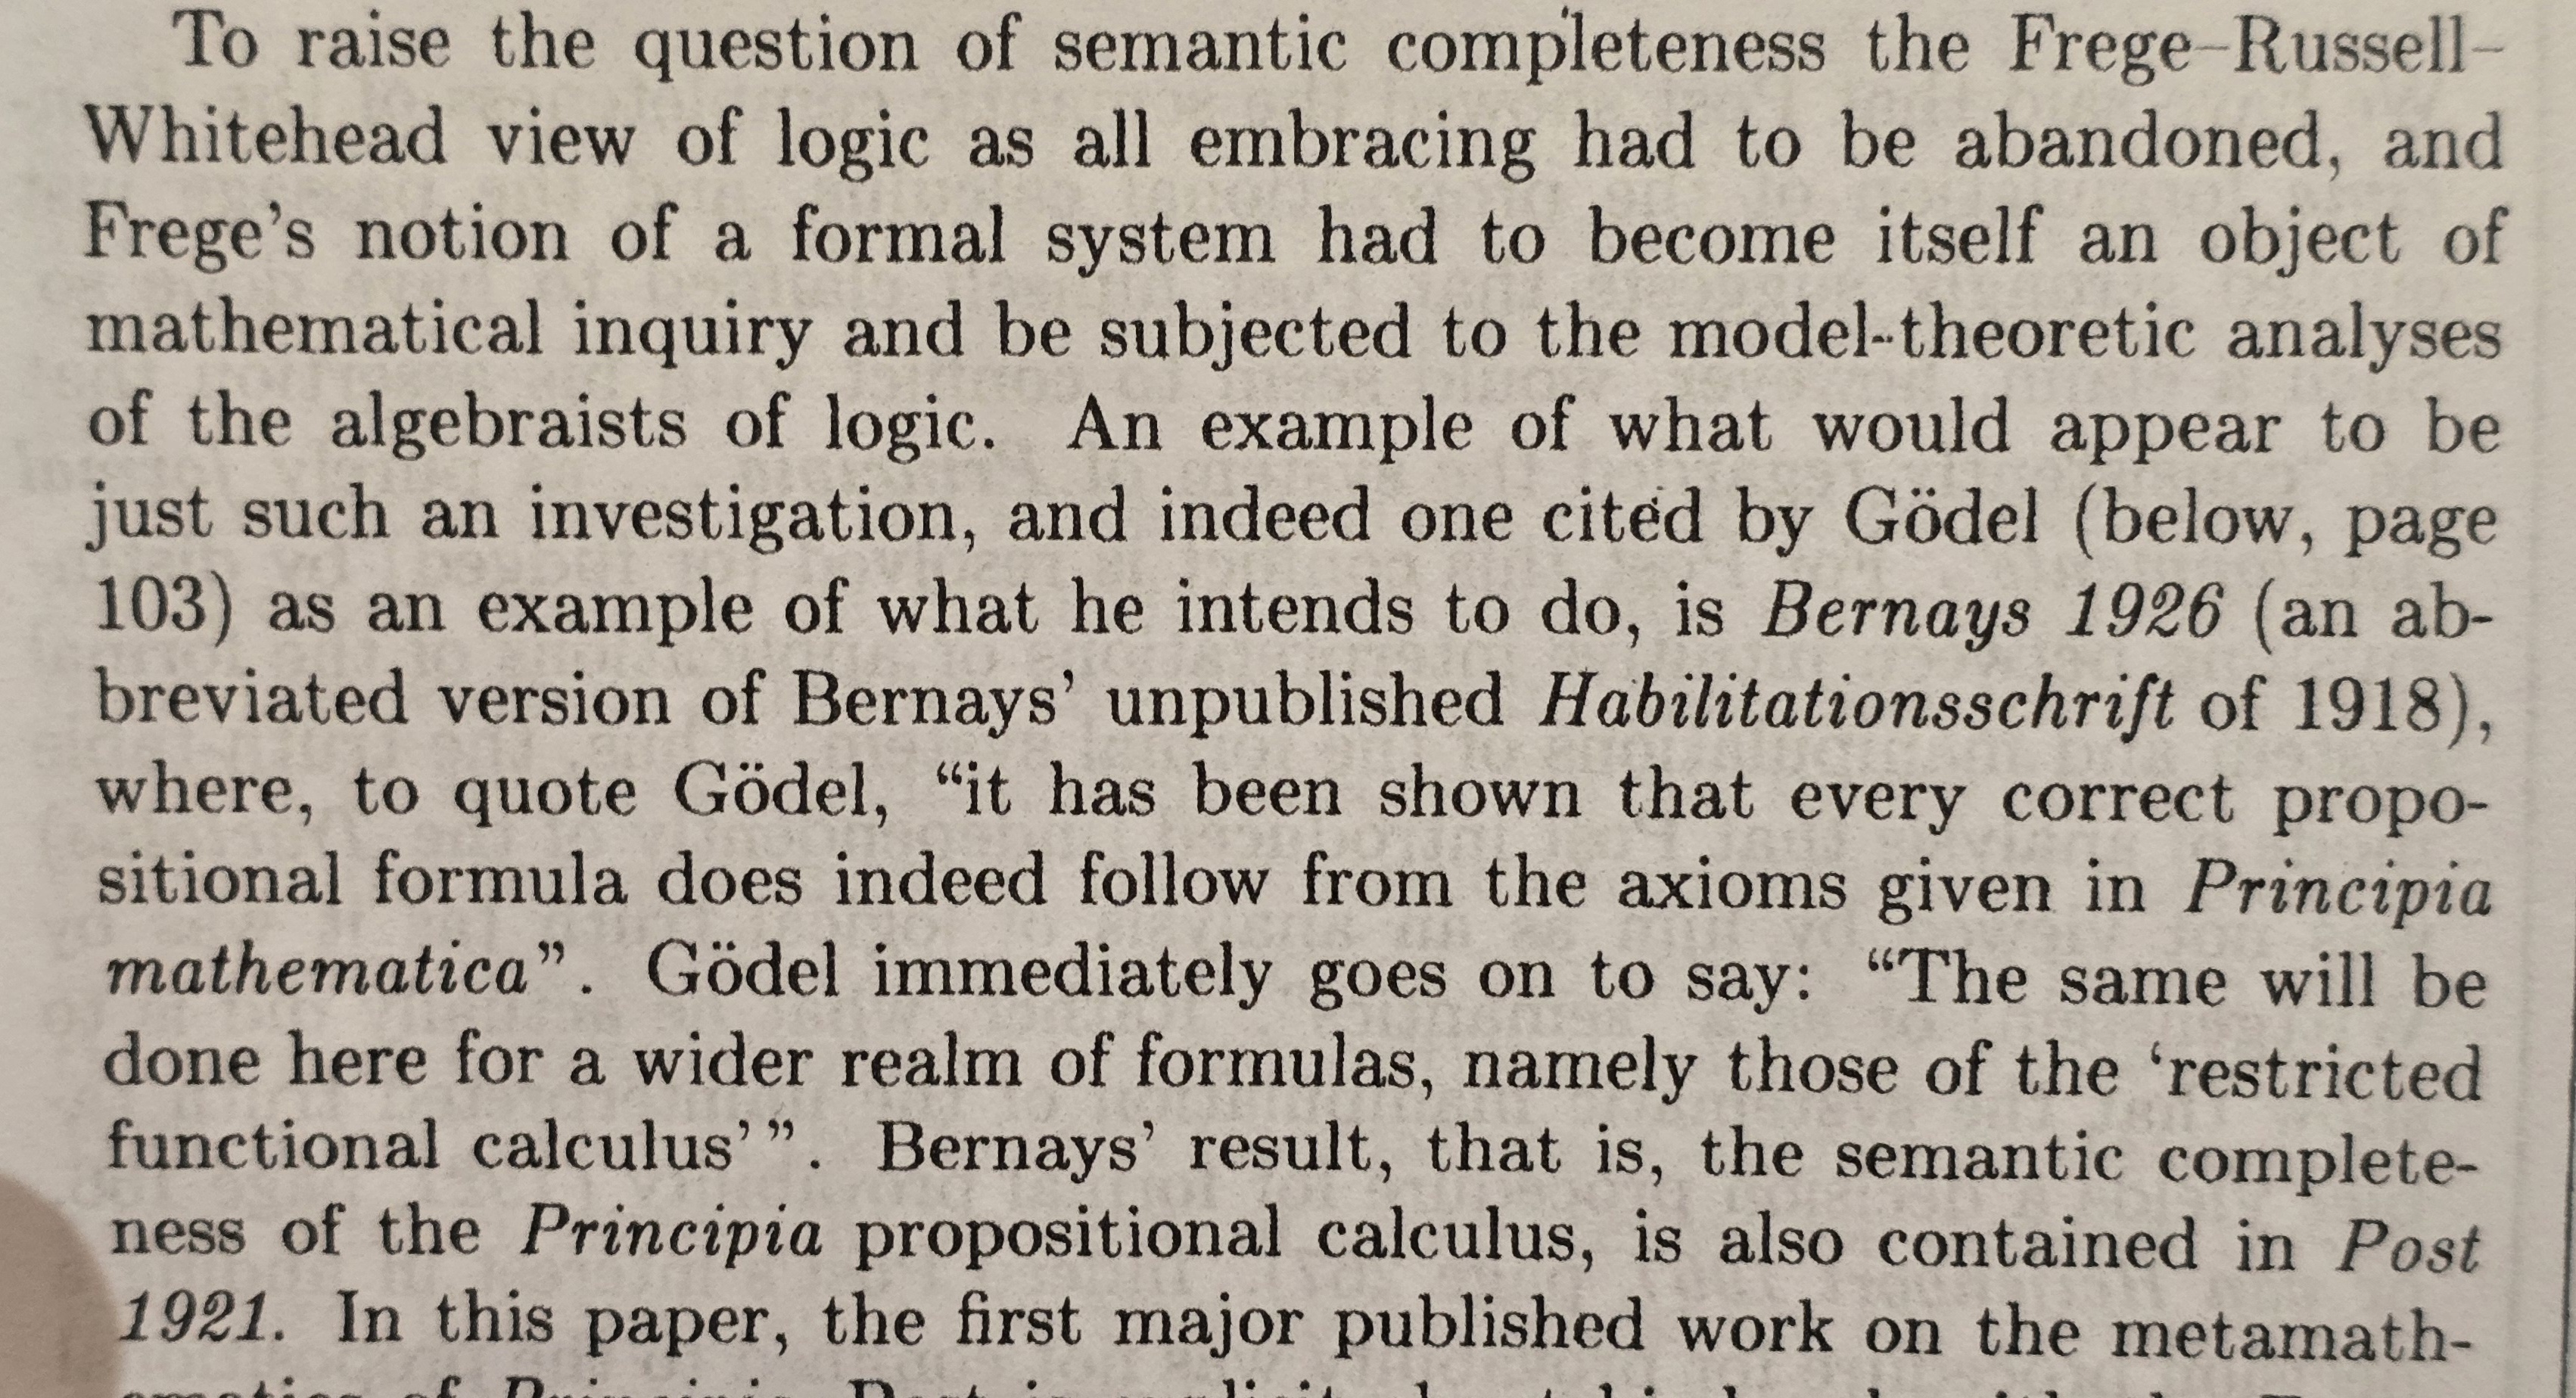 To raise the question of semantic completeness the Frege–Russell–
Whitehead view of logic as all embracing had to be abandoned, and
Frege’s notion of a formal system had to become itself an object of
mathematical inquiry and be subjected to the model-theoretic analyses
of the algebraists of logic. An example of what would appear to be
just such an investigation, and indeed one cited by Gödel (below, page
103) as an example of what he intends to do, is Bernays 1926 (an ab-
breviated version of Bernays’ unpublished Habilitationsschrift of 1918),
where, to quote Gödel, “it has been shown that every correct propo-
sitional formula does indeed follow from the axioms given in Principia
mathematica”. Gödel immediately goes on to say: “The same will be
done here for a wider realm of formulas, namely those of the ‘restricted
functional calculus’”. Bernays’ result, that is, the semantic complete-
ness of the Principia propositional calculus, is also contained in Post
1921. In this paper, the first major published work on the metamath-